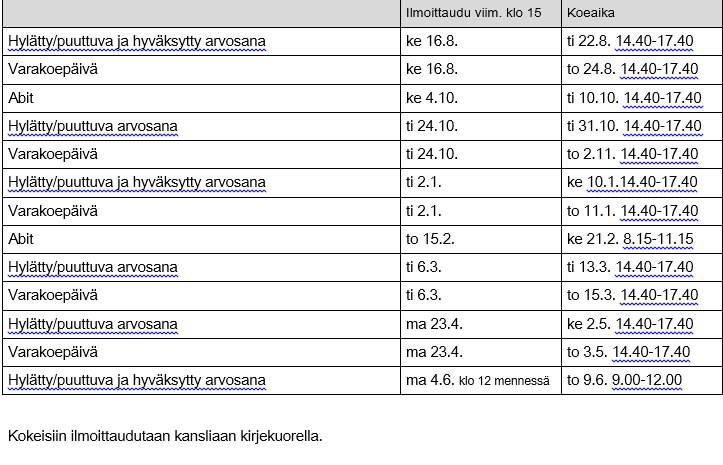 Ilmoittaudu viim. klo 15 Koeaika
Hylätty/puuttuva ja hyväksytty arvosana ke 16.8. ti 22.8. 14.40-17.40
Varakoepäivä ke 16.8. to 24.8. 14.40-17.40
Abit ke 4.10. ti 10.10. 14.40-17.40
Hylätty/puuttuva arvosana ti 24.10. ti 31.10. 14.40-17.40
Varakoepäivä ti 24.10. to 2.11. 14.40-17.40
Hylätty/puuttuva ja hyväksytty arvosana ti 2.1. ke 10.1.14.40-17.40
Varakoepäivä ti 2.1. to 11.1. 14.40-17.40
Abit to 15.2. ke 21.2. 8.15-11.15
Hylätty/puuttuva arvosana ti 6.3. ti 13.3. 14.40-17.40
Varakoepäivä ti 6.3. to 15.3. 14.40-17.40
Hylätty/puuttuva arvosana ma 23.4. ke 2.5. 14.40-17.40
Varakoepäivä ma 23.4. to 3.5. 14.40-17.40
Hylätty/puuttuva ja hyväksytty arvosana ma 4.6. klo 12 mennessä to 9.6. 9.00-12.00
Kokeisiin ilmoittaudutaan kansliaan kirjekuorella.